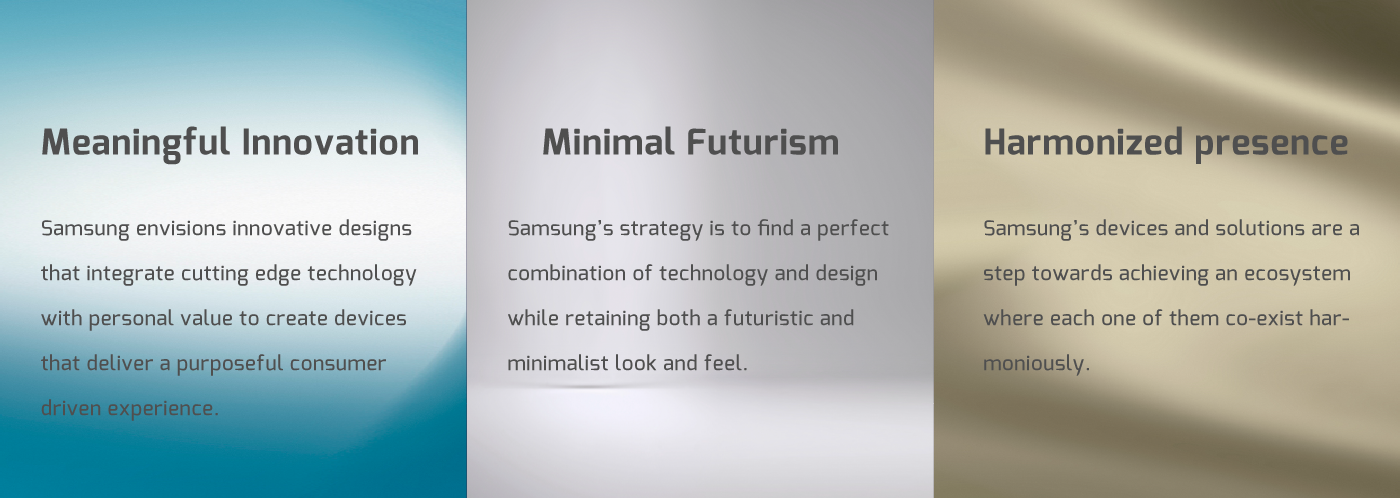 Meaningful Innovation
Samsung envisions innovative designs
that integrate cutting edge technology
with personal value to create devices
that deliver a purposeful consumer
driven experience.
Minimal Futurism
Samsung's strategy is to find a perfect
combination of technology and design
while retaining both a futuristic and
minimalist look and feel.
Harmonized presence
Samsung's devices and solutions are a
step towards achieving an ecosystem
where each one of them co-exist har-
moniously.